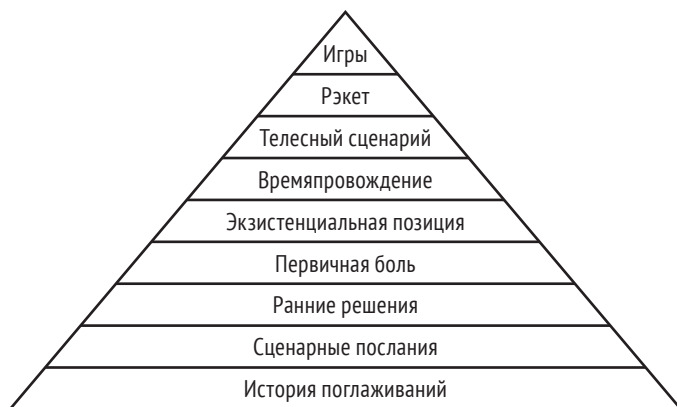 Игры
Рэкет
Телесный сценарий
Времяпровождение
Экзистенциальная позиция
Первичная боль
Ранние решения
Сценарные послания
История поглаживаний